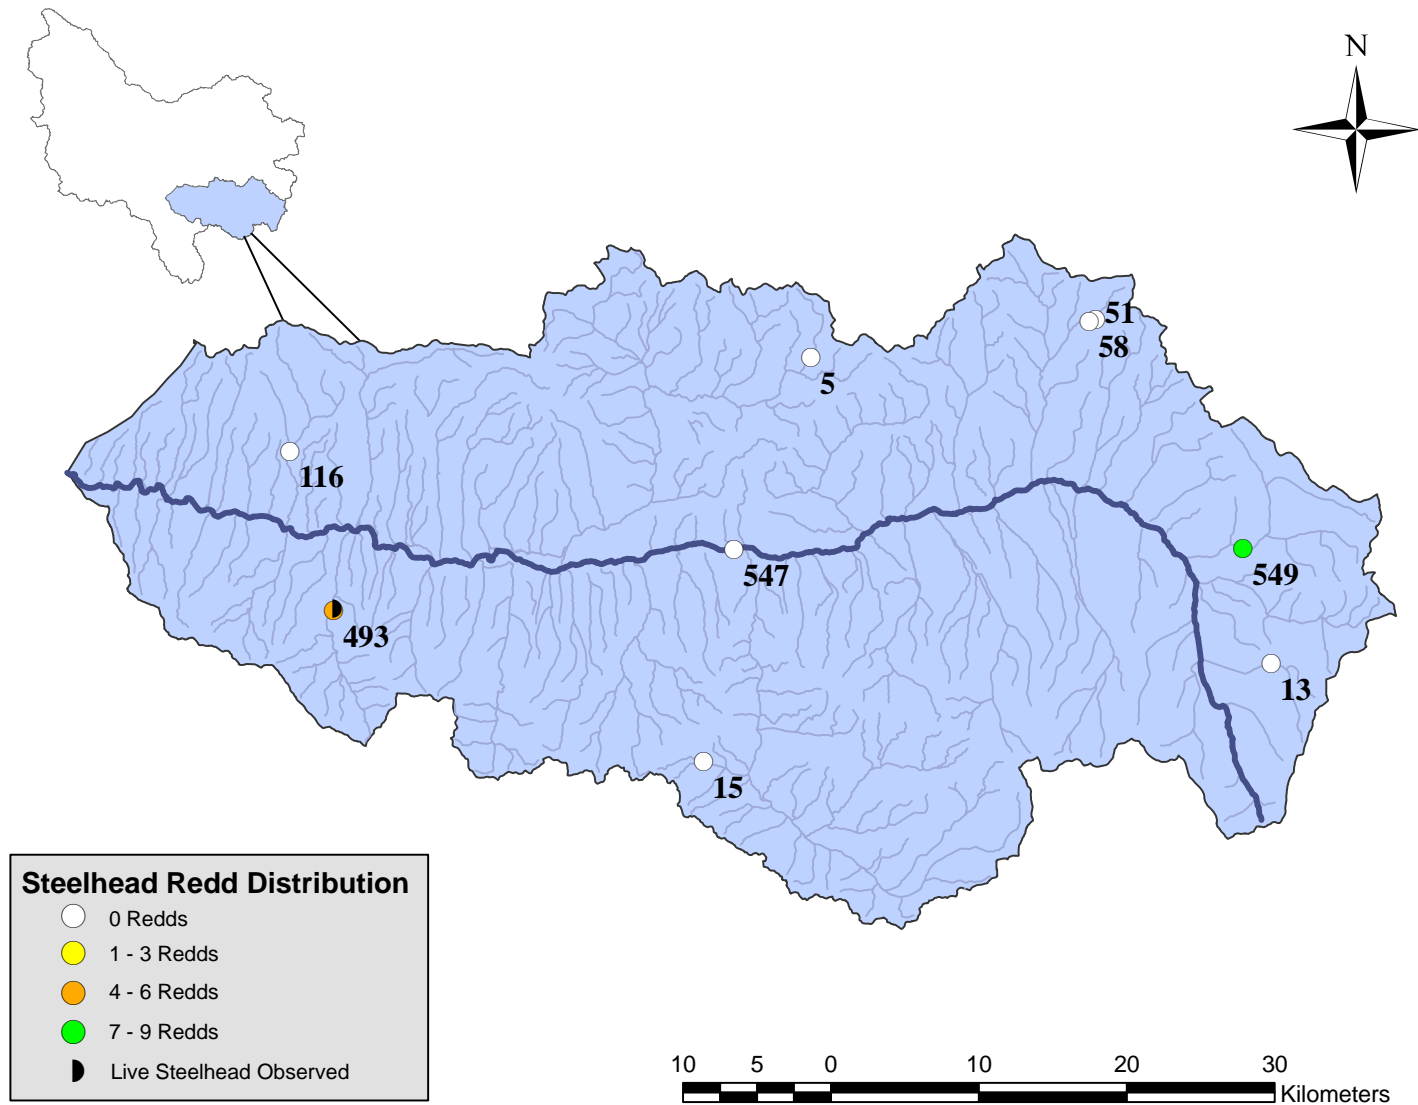 N
51
58
5
116
547
549
493
13
15
Steelhead Redd Distribution
0 Redds
1 - 3 Redds
4 - 6 Redds
7 - 9 Redds
Live Steelhead Observed
10 5 0 10 20 30
Kilometers